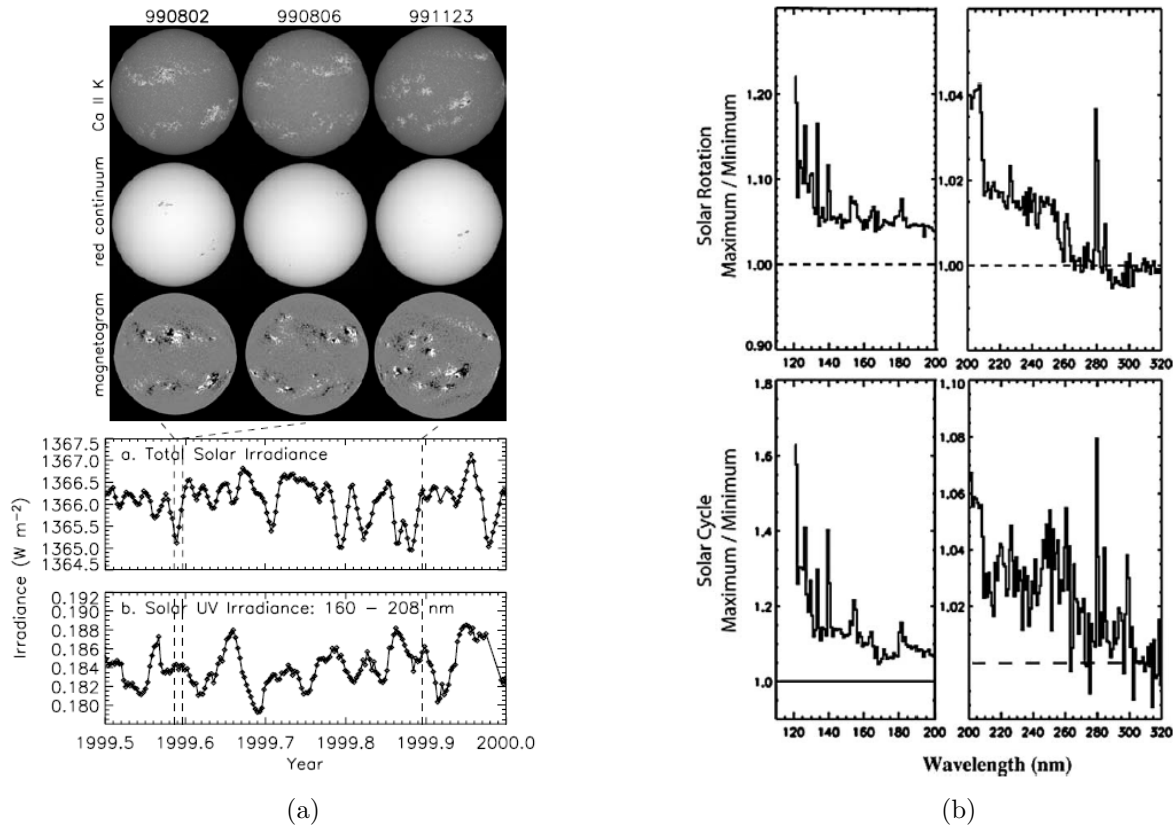 990802 990806 991123
Ca II K
red continuum
magnetogram
Irradiance (W m⁻²)
1367.5
1367.0
1366.5
1366.0
1365.5
1365.0
1364.5
a. Total Solar Irradiance
0.192
0.190
0.188
0.186
0.184
0.182
0.180
b. Solar UV Irradiance: 160 – 208 nm
1999.5 1999.6 1999.7 1999.8 1999.9 2000.0
Year
(a)
Solar Rotation
Maximum / Minimum
1.20
1.10
1.00
0.90
120 140 160 180 200
1.04
1.02
1.00
200 220 240 260 280 300 320
Solar Cycle
Maximum / Minimum
1.8
1.6
1.4
1.2
1.0
120 140 160 180 200
1.10
1.08
1.06
1.04
1.02
200 220 240 260 280 300 320
Wavelength (nm)
(b)